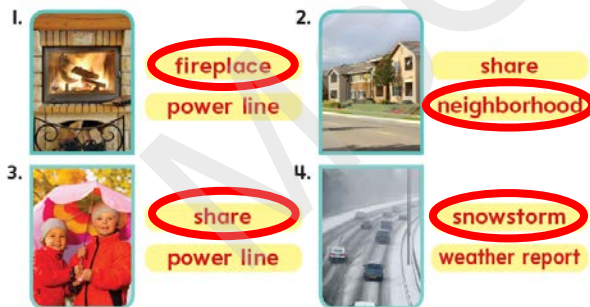 1.
fireplace
power line
2.
share
neighborhood
3.
share
power line
4.
snowstorm
weather report